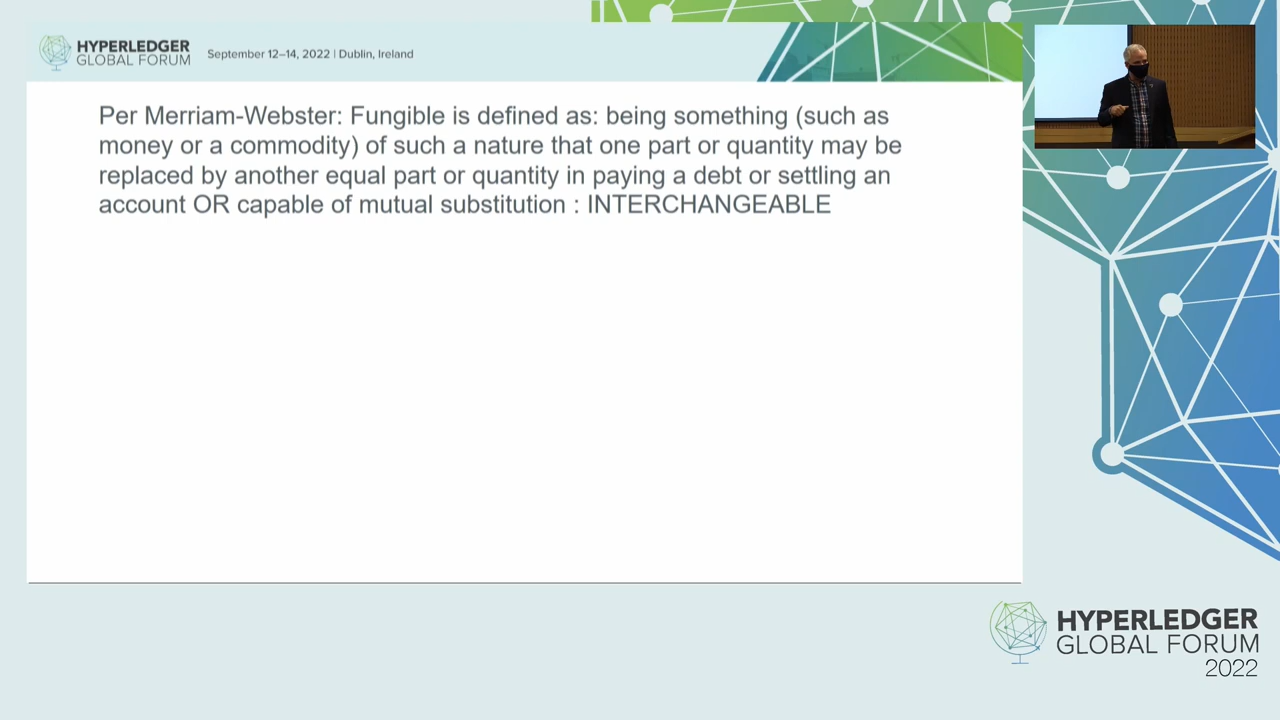 HYPERLEDGER
GLOBAL FORUM
September 12–14, 2022 | Dublin, Ireland
Per Merriam-Webster: Fungible is defined as: being something (such as
money or a commodity) of such a nature that one part or quantity may be
replaced by another equal part or quantity in paying a debt or settling an
account OR capable of mutual substitution : INTERCHANGEABLE
HYPERLEDGER
GLOBAL FORUM
2022